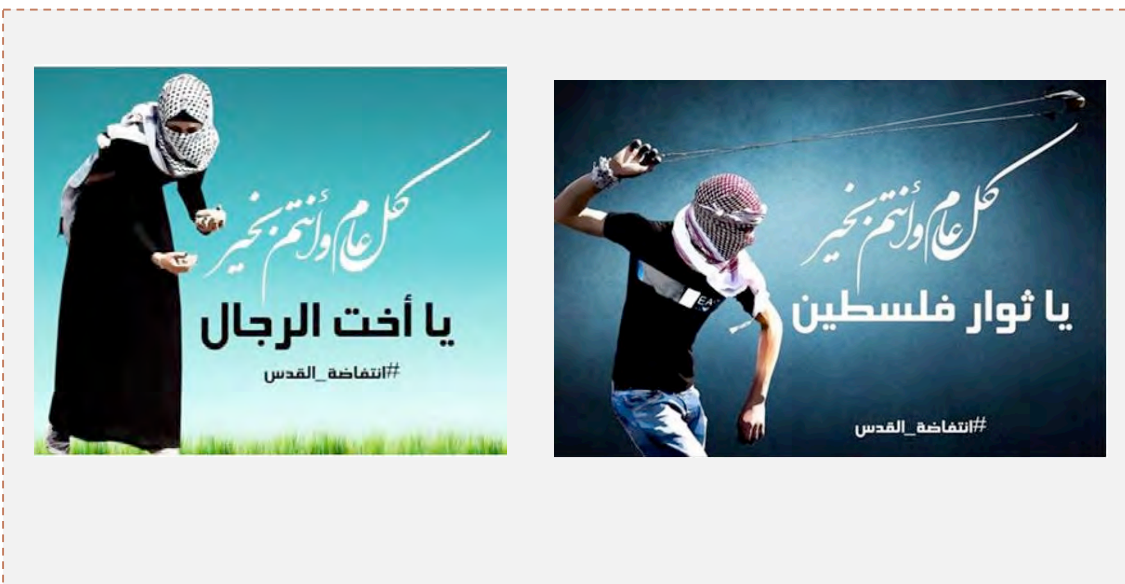 كل عام وأنتم بخير
يا أخت الرجال
#انتفاضة_القدس
كل عام وأنتم بخير
يا ثوار فلسطين
#انتفاضة_القدس